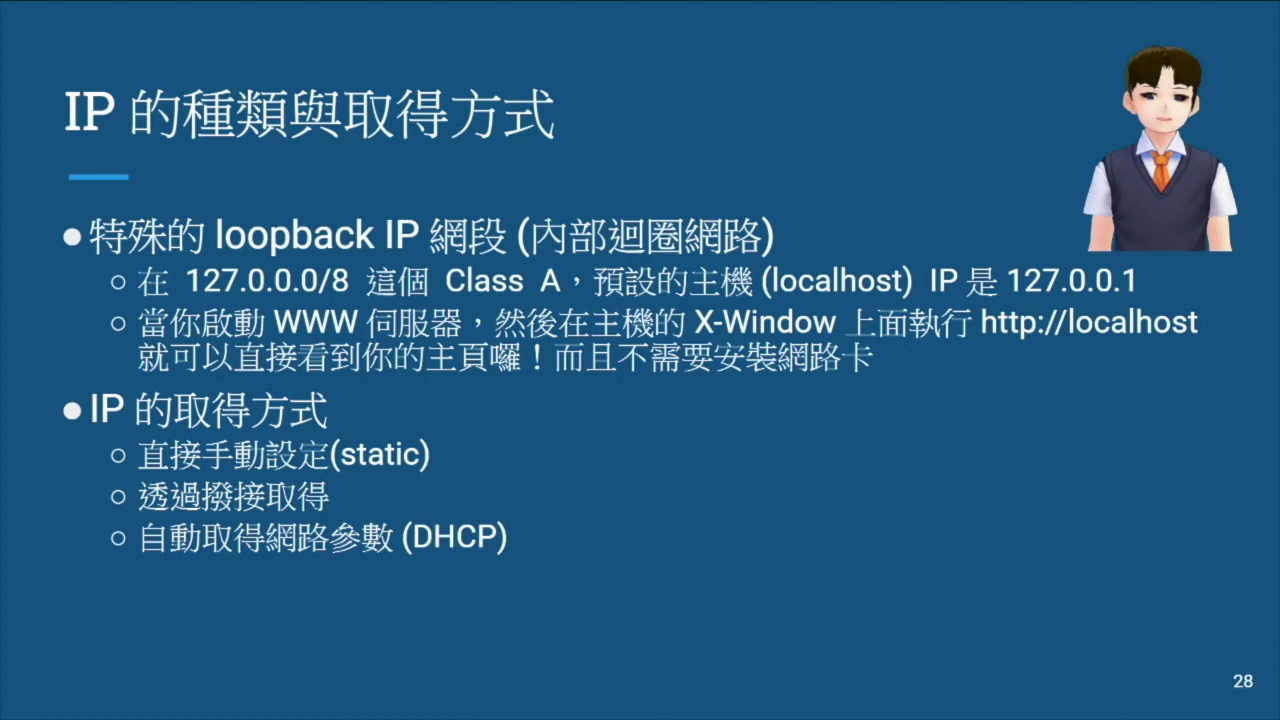 IP 的種類與取得方式
●特殊的 loopback IP 網段 (內部迴圈網路)
○ 在 127.0.0.0/8 這個 Class A，預設的主機 (localhost) IP 是 127.0.0.1
○ 當你啟動 WWW 伺服器，然後在主機的 X-Window 上面執行 http://localhost
就可以直接看到你的主頁囉！而且不需要安裝網路卡
●IP 的取得方式
○ 直接手動設定(static)
○ 透過撥接取得
○ 自動取得網路參數 (DHCP)
28